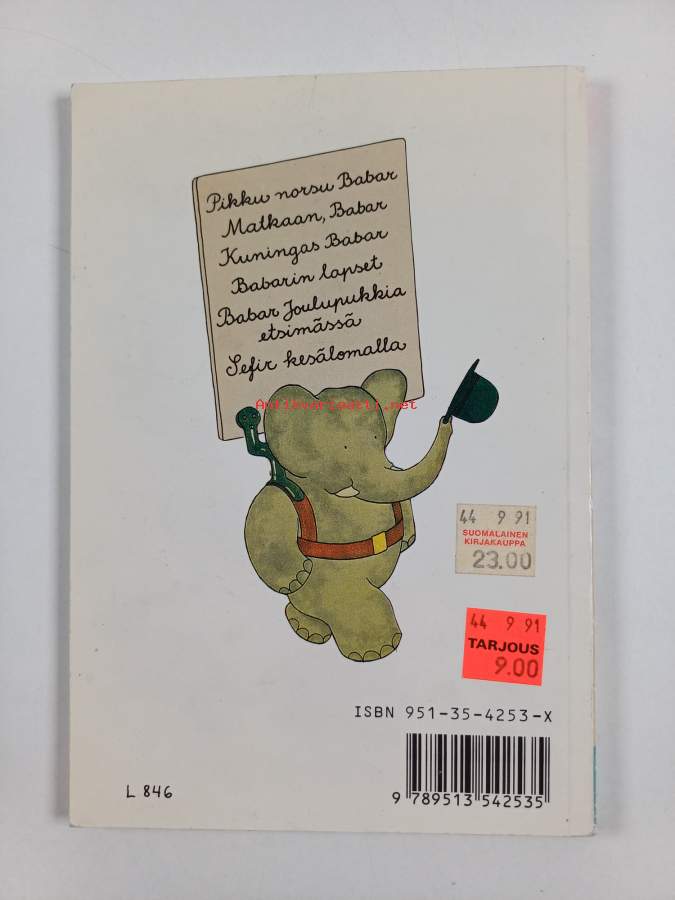 Pikku norsu Babar
Matkaan, Babar
Kuningas Babar
Babarin lapset
Babar Joulupukkia
etsimässä
Sefir kesälomalla
Antikvariaatti.net
44 9 91
SUOMALAINEN
KIRJAKAUPPA
23.00
44 9 91
TARJOUS
9.00
ISBN 951-35-4253-X
9 789513 542535
L 846